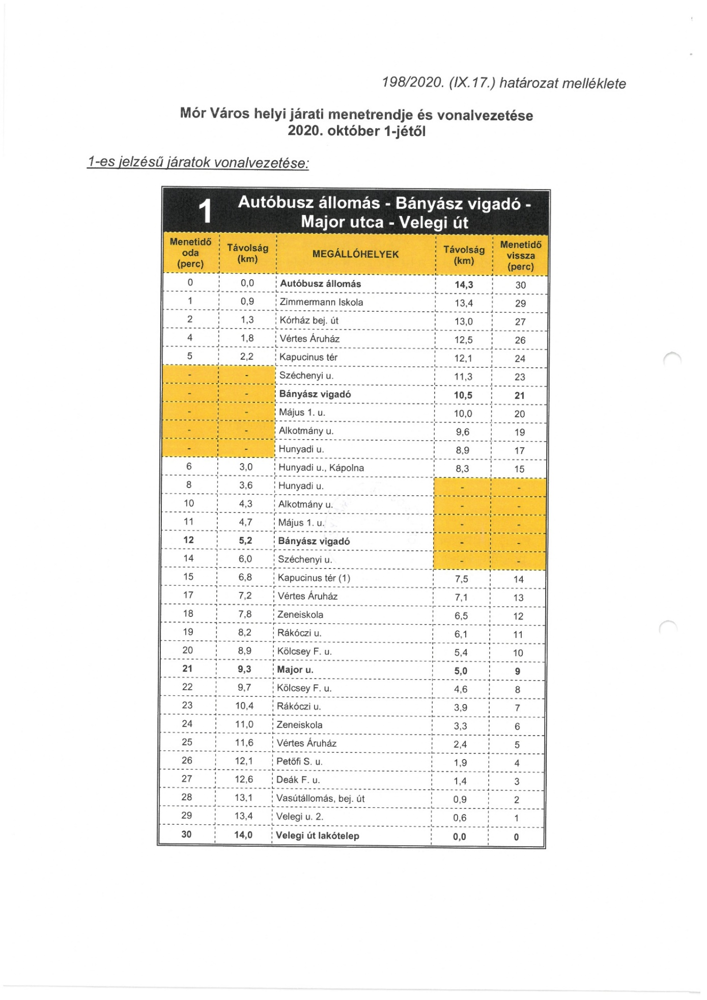 198/2020. (IX.17.) határozat melléklete
Mór Város helyi járati menetrendje és vonalvezetése
2020. október 1-jétől
1-es jelzésű járatok vonalvezetése:
1 Autóbusz állomás - Bányász vigadó -
Major utca - Velegi út
Menetidő oda (perc) Távolság (km) MEGÁLLÓHELYEK Távolság (km) Menetidő vissza (perc)
0 0,0 Autóbusz állomás 14,3 30
1 0,9 Zimmermann Iskola 13,4 29
2 1,3 Kórház bej. út 13,0 27
4 1,8 Vértes Áruház 12,5 26
5 2,2 Kapucinus tér 12,1 24
- - Széchenyi u. 11,3 23
- - Bányász vigadó 10,5 21
- - Május 1. u. 10,0 20
- - Alkotmány u. 9,6 19
- - Hunyadi u. 8,9 17
6 3,0 Hunyadi u., Kápolna 8,3 15
8 3,6 Hunyadi u. - -
10 4,3 Alkotmány u. - -
11 4,7 Május 1. u. - -
12 5,2 Bányász vigadó - -
14 6,0 Széchenyi u. - -
15 6,8 Kapucinus tér (1) 7,5 14
17 7,2 Vértes Áruház 7,1 13
18 7,8 Zeneiskola 6,5 12
19 8,2 Rákóczi u. 6,1 11
20 8,9 Kölcsey F. u. 5,4 10
21 9,3 Major u. 5,0 9
22 9,7 Kölcsey F. u. 4,6 8
23 10,4 Rákóczi u. 3,9 7
24 11,0 Zeneiskola 3,3 6
25 11,6 Vértes Áruház 2,4 5
26 12,1 Petőfi S. u. 1,9 4
27 12,6 Deák F. u. 1,4 3
28 13,1 Vasútállomás, bej. út 0,9 2
29 13,4 Velegi u. 2. 0,6 1
30 14,0 Velegi út lakótelep 0,0 0